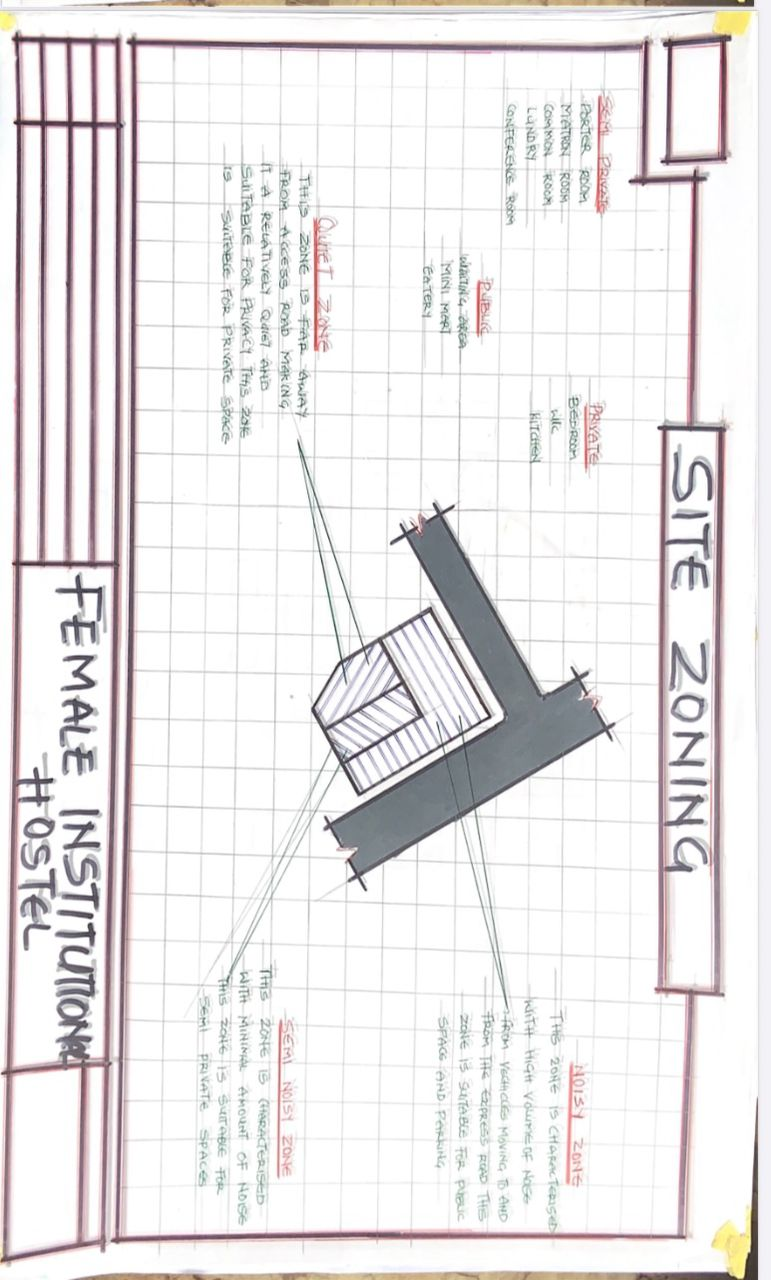 SITE ZONING
SEMI PRIVATE
PORTER ROOM
MATRON ROOM
COMMON ROOM
LUNDRY
CONFERENCE ROOM
PUBLIC
WAITING AREA
MINI MART
EATERY
PRIVATE
BEDROOM
W/C
KITCHEN
QUIET ZONE
THIS ZONE IS FAR AWAY
FROM ACCESS ROAD MAKING
IT A RELATIVELY QUIET AND
SUITABLE FOR PRIVACY THIS ZONE
IS SUITABLE FOR PRIVATE SPACE
NOISY ZONE
THIS ZONE IS CHARACTERISED
WITH HIGH VOLUME OF NOISE
FROM VEHICLES MOVING TO AND
FROM THE EXPRESS ROAD THIS
ZONE IS SUITABLE FOR PUBLIC
SPACE AND PARKING
SEMI NOISY ZONE
THIS ZONE IS CHARACTERISED
WITH MINIMAL AMOUNT OF NOISE
THIS ZONE IS SUITABLE FOR
SEMI PRIVATE SPACES
FEMALE INSTITUTIONAL
HOSTEL